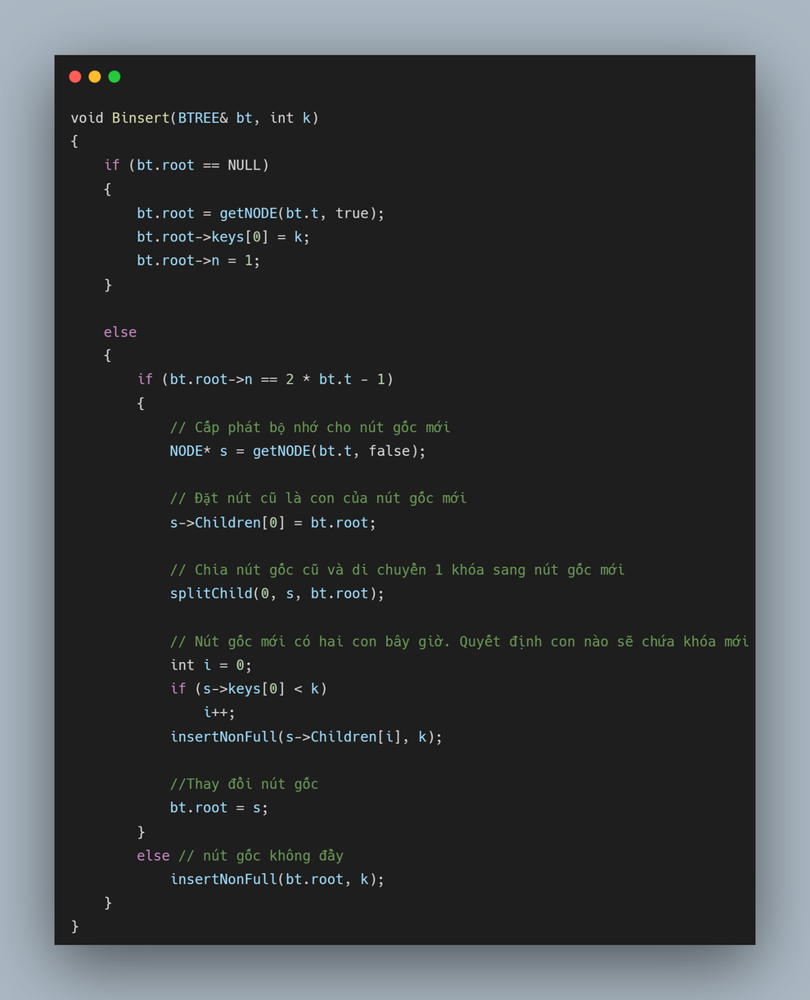 void Binsert(BTREE& bt, int k)
{
    if (bt.root == NULL)
    {
        bt.root = getNODE(bt.t, true);
        bt.root->keys[0] = k;
        bt.root->n = 1;
    }

    else
    {
        if (bt.root->n == 2 * bt.t - 1)
        {
            // Cấp phát bộ nhớ cho nút gốc mới
            NODE* s = getNODE(bt.t, false);

            // Đặt nút cũ là con của nút gốc mới
            s->Children[0] = bt.root;

            // Chia nút gốc cũ và di chuyển 1 khóa sang nút gốc mới
            splitChild(0, s, bt.root);

            // Nút gốc mới có hai con bây giờ. Quyết định con nào sẽ chứa khóa mới
            int i = 0;
            if (s->keys[0] < k)
                i++;
            insertNonFull(s->Children[i], k);

            //Thay đổi nút gốc
            bt.root = s;
        }
        else // nút gốc không đầy
            insertNonFull(bt.root, k);
    }
}